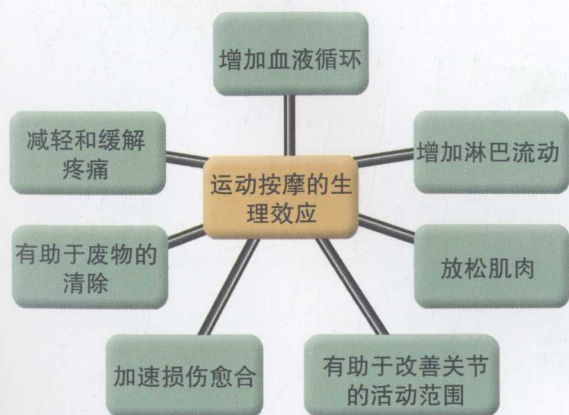 增加血液循环
减轻和缓解
疼痛
增加淋巴流动
运动按摩的生
理效应
有助于废物的
清除
放松肌肉
加速损伤愈合
有助于改善关节
的活动范围